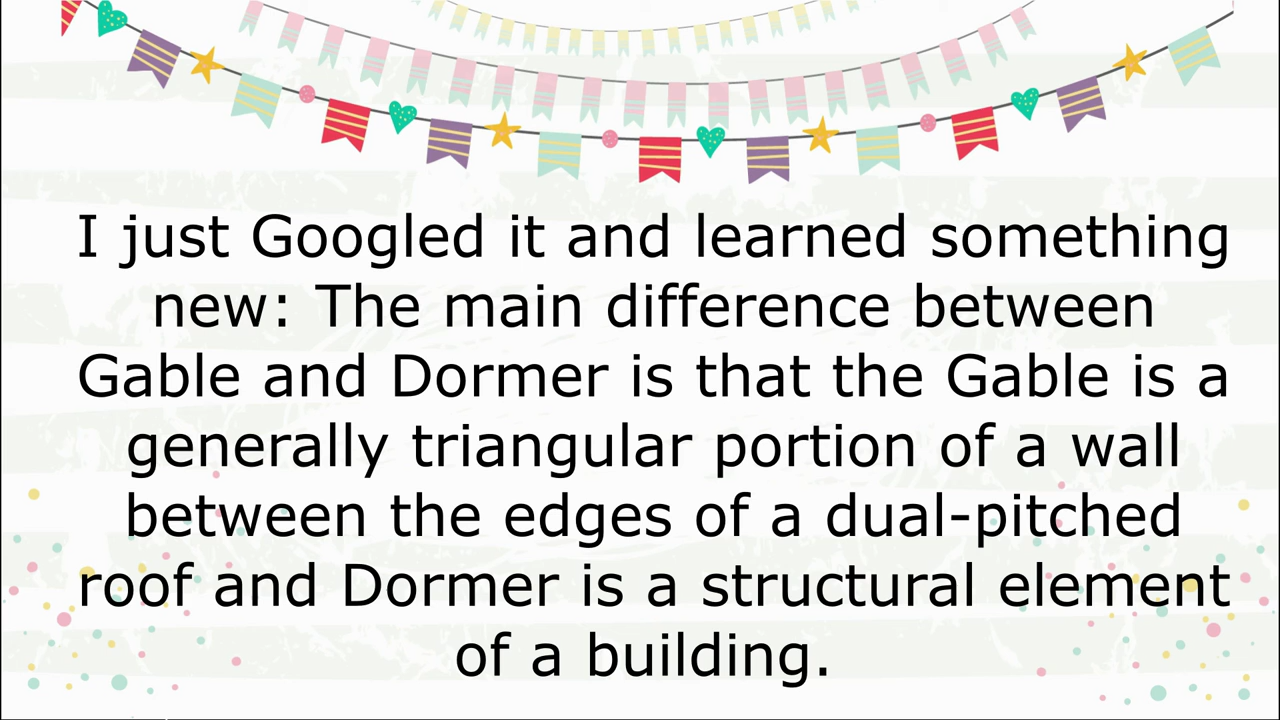 I just Googled it and learned something
new: The main difference between
Gable and Dormer is that the Gable is a
generally triangular portion of a wall
between the edges of a dual-pitched
roof and Dormer is a structural element
of a building.